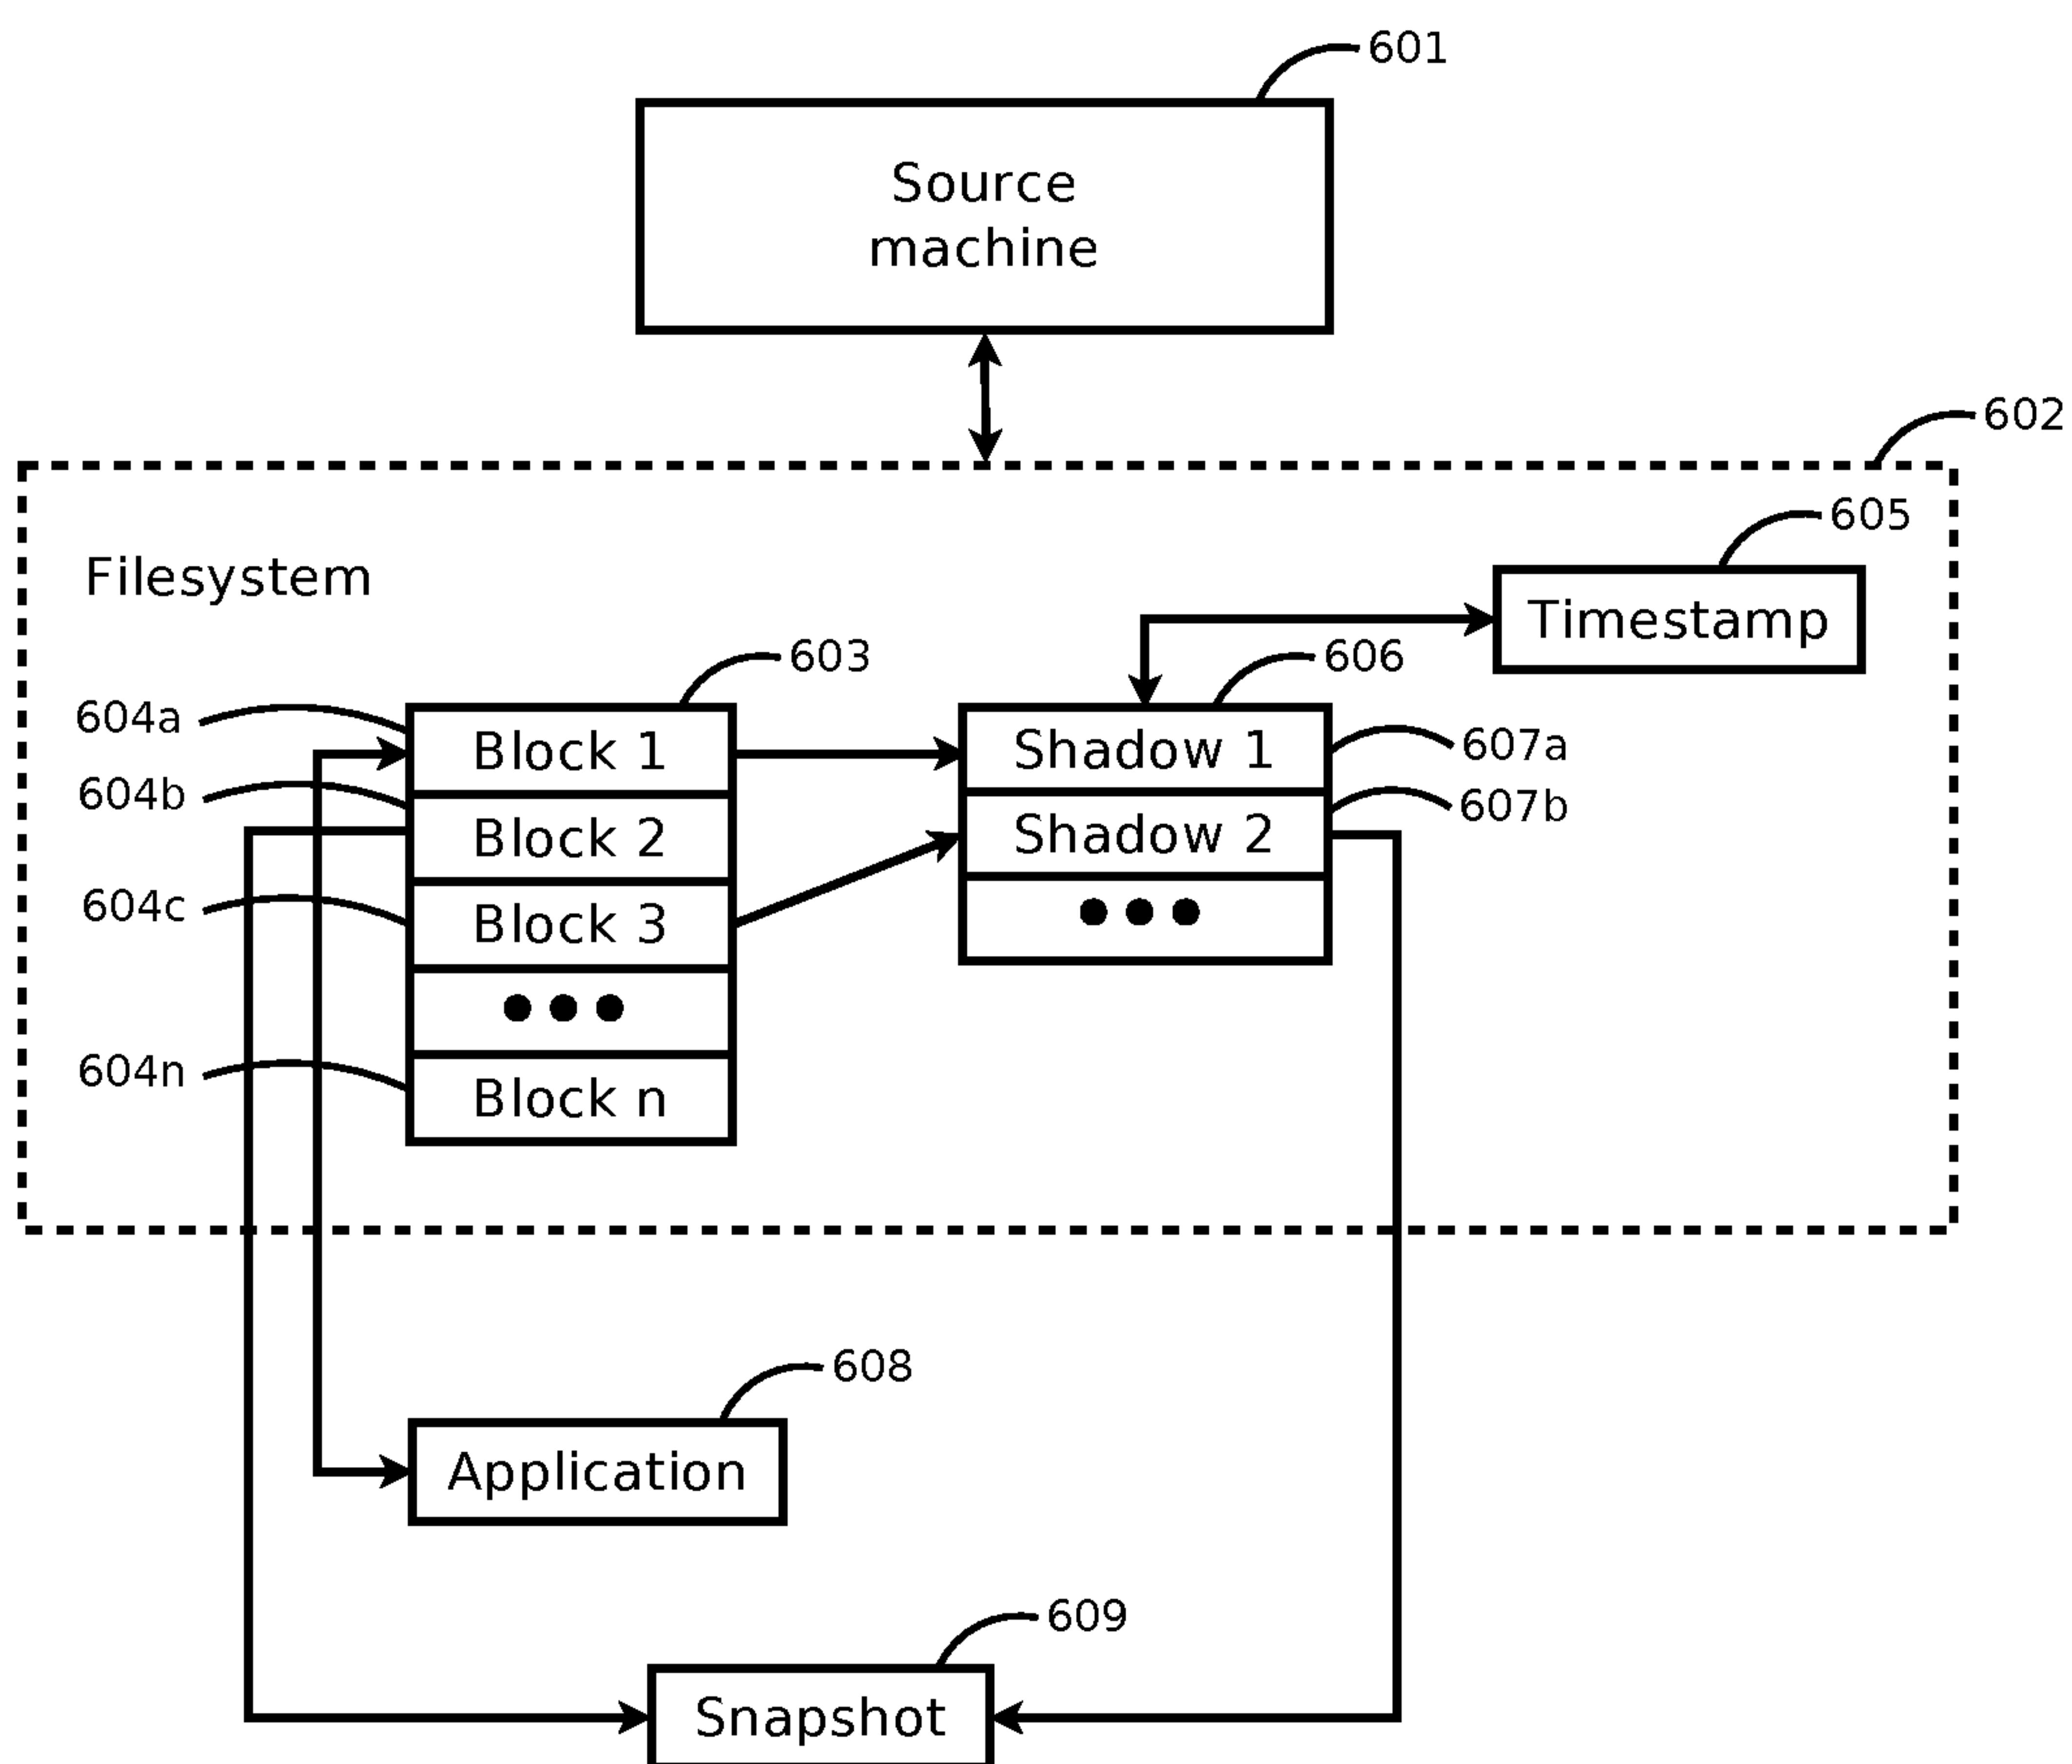 601
Source
machine
602
605
Filesystem
Timestamp
603
606
604a
Block 1
Shadow 1
607a
604b
Block 2
Shadow 2
607b
604c
Block 3
604n
Block n
608
Application
609
Snapshot